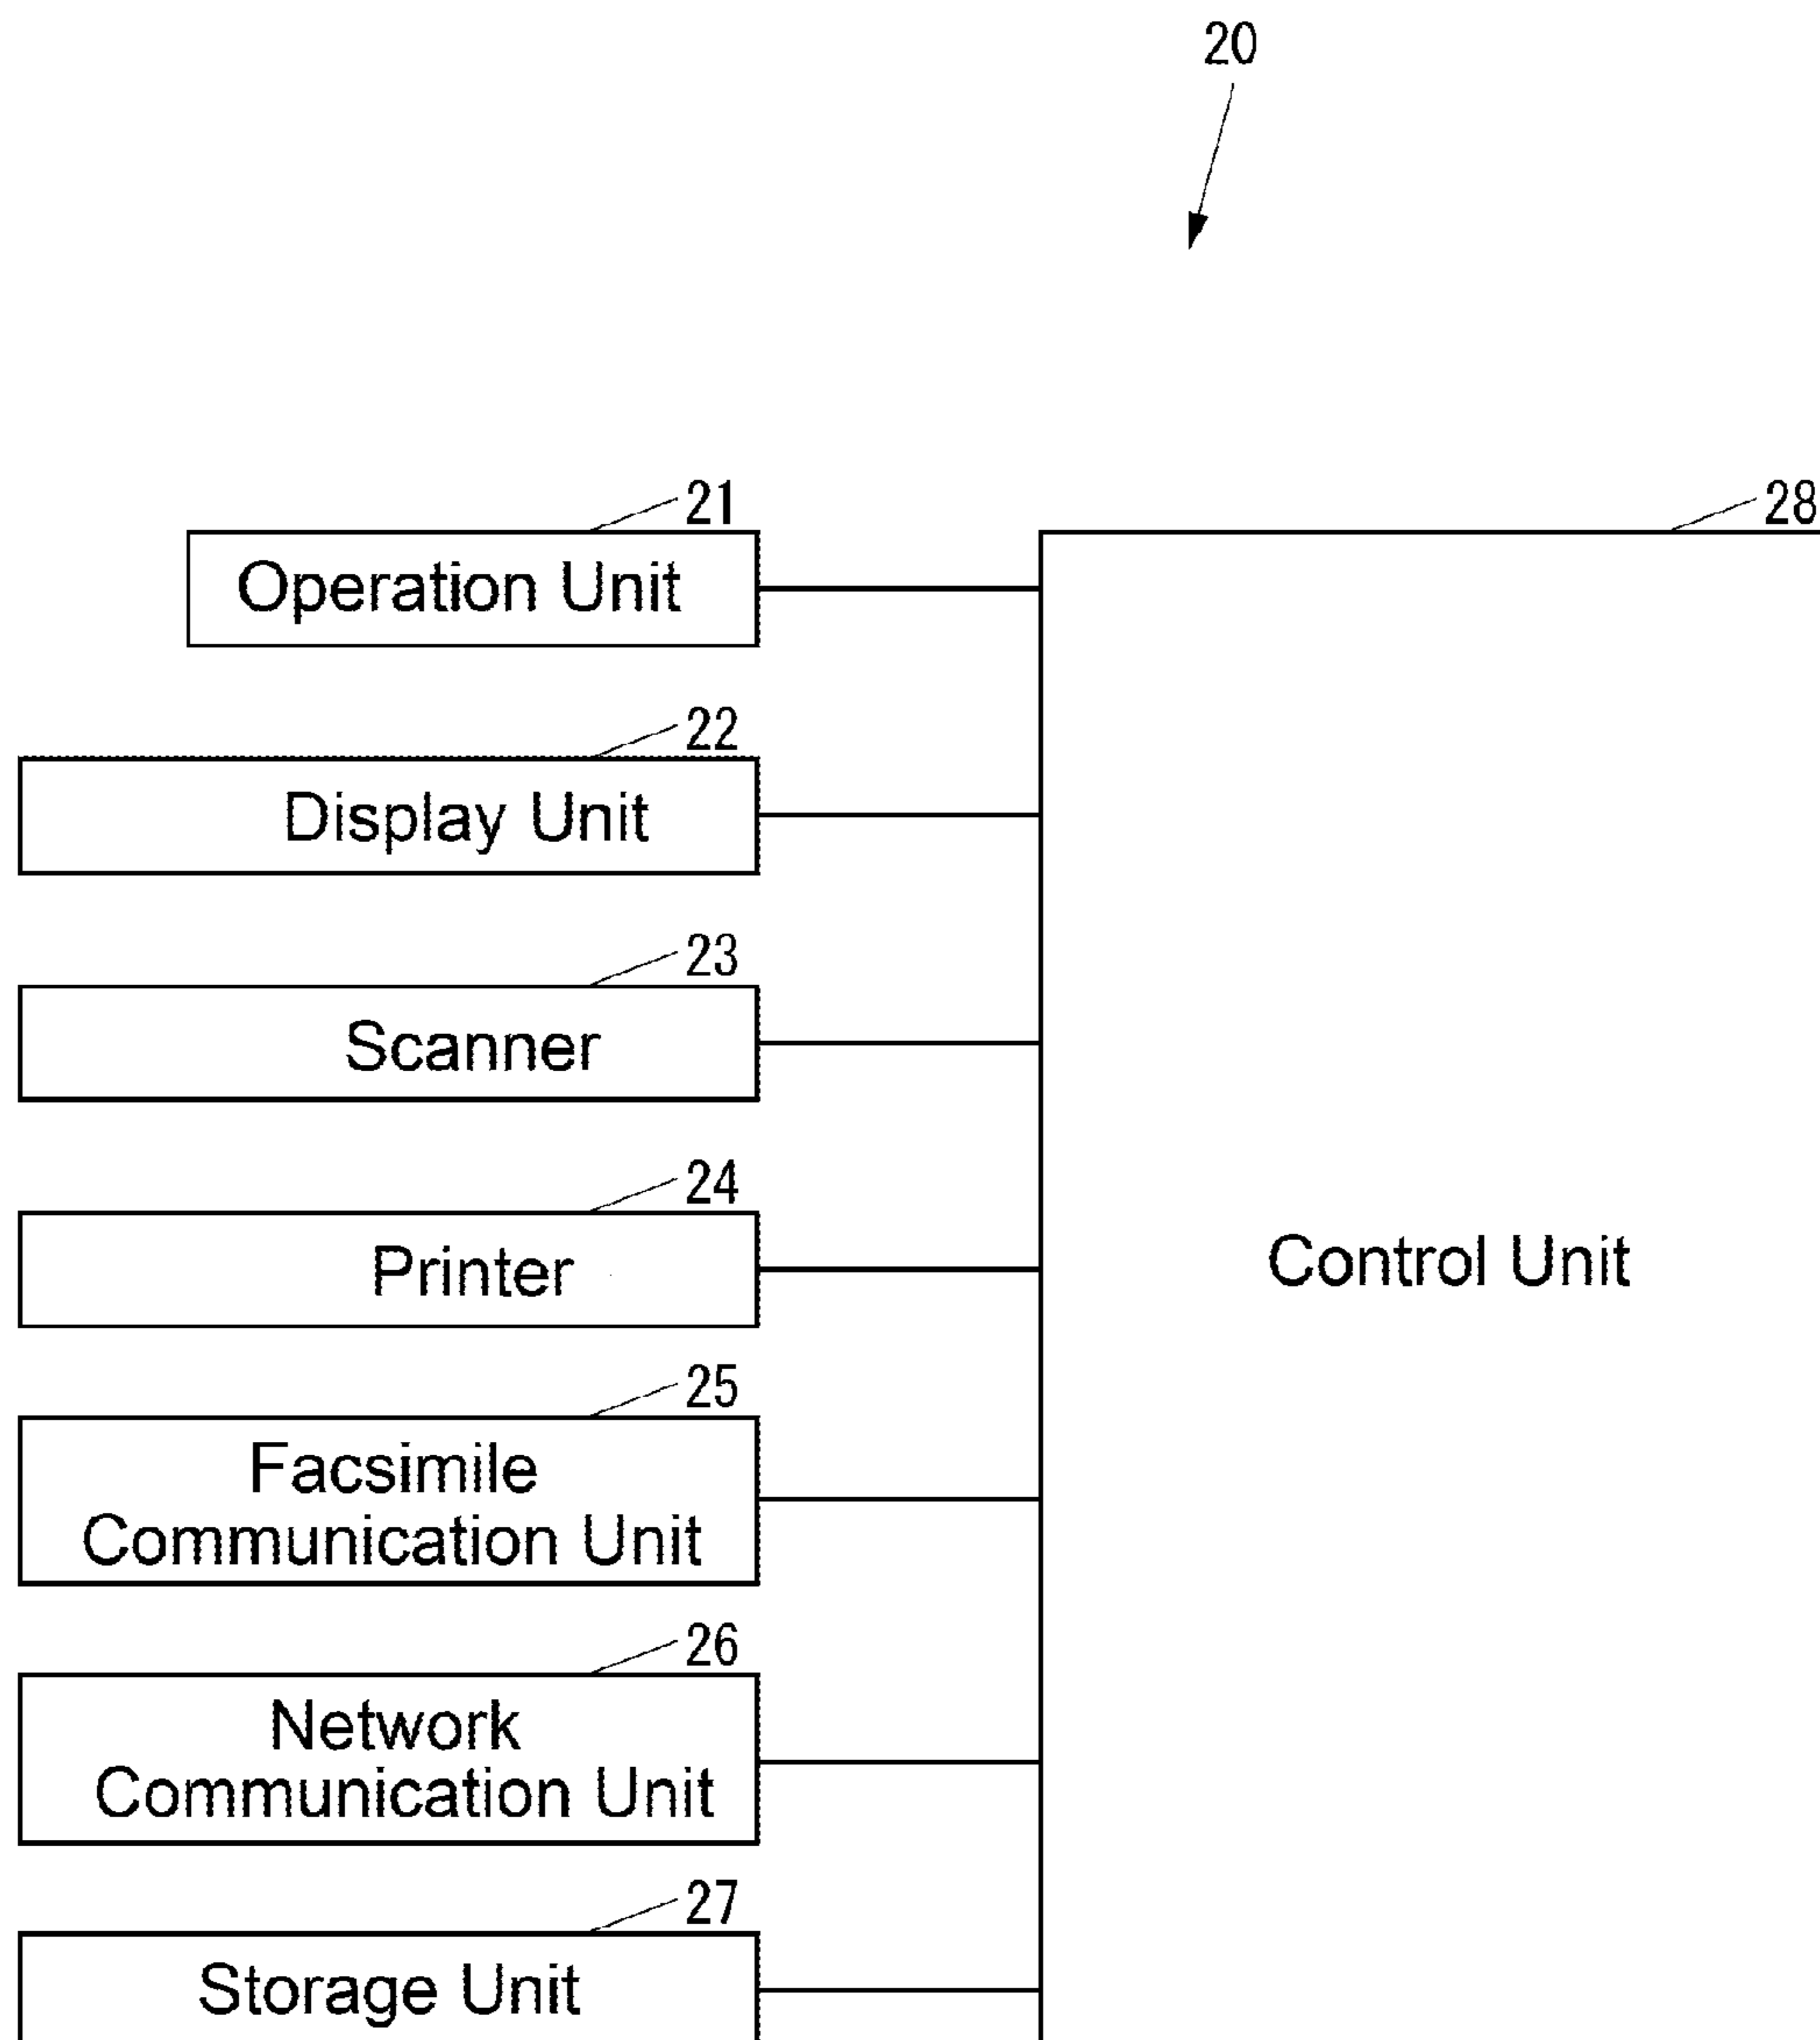 20
21
28
Operation Unit
22
Display Unit
23
Scanner
24
Printer
Control Unit
25
Facsimile
Communication Unit
26
Network
Communication Unit
27
Storage Unit